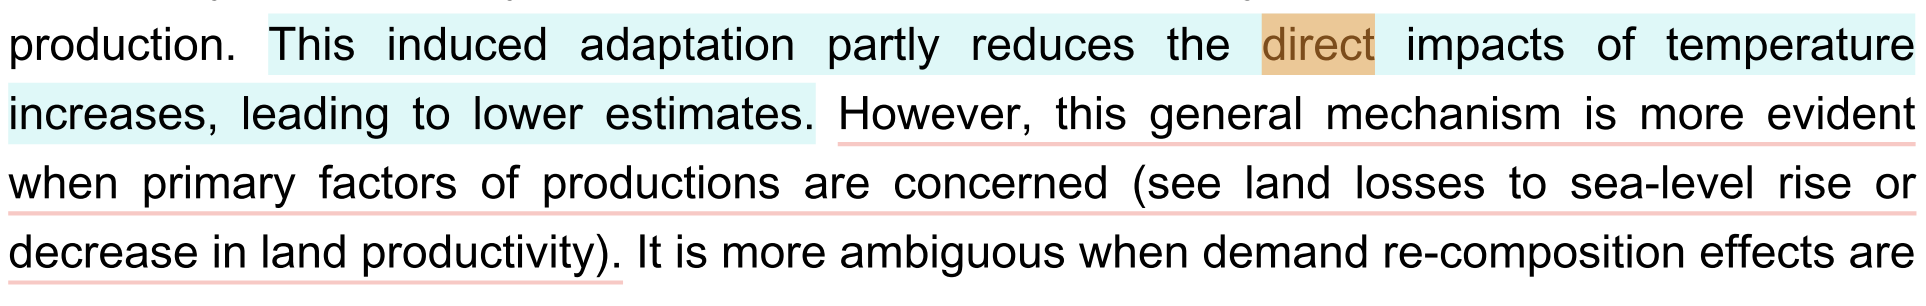 production. This induced adaptation partly reduces the direct impacts of temperature
increases, leading to lower estimates. However, this general mechanism is more evident
when primary factors of productions are concerned (see land losses to sea-level rise or
decrease in land productivity). It is more ambiguous when demand re-composition effects are